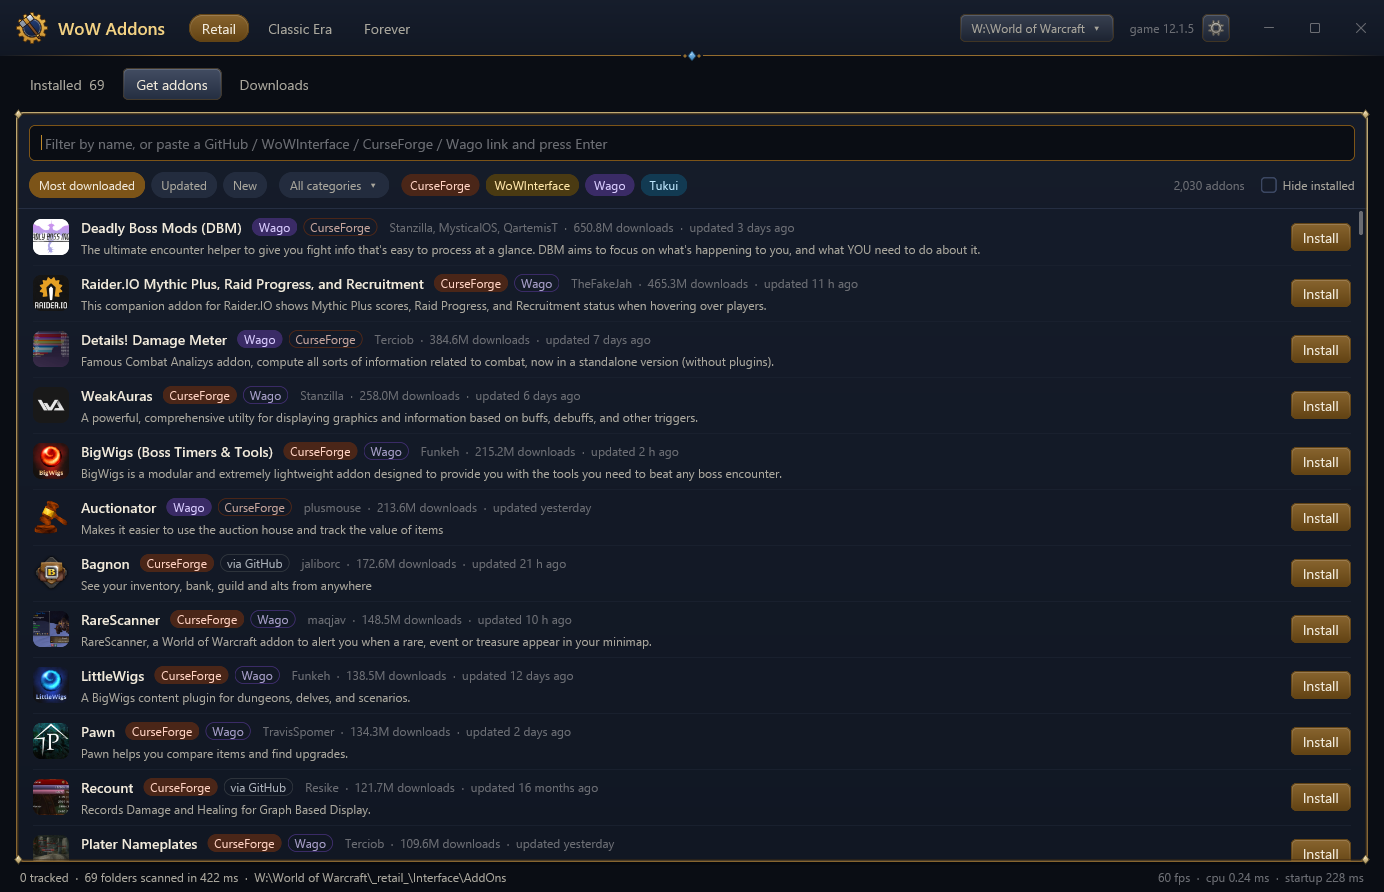 WoW Addons Retail Classic Era Forever W:\World of Warcraft ▾ game 12.1.5
Installed 69 Get addons Downloads
Filter by name, or paste a GitHub / WoWInterface / CurseForge / Wago link and press Enter
Most downloaded Updated New All categories ▾ CurseForge WoWInterface Wago Tukui 2,030 addons Hide installed
Deadly Boss Mods (DBM) Wago CurseForge Stanzilla, MysticalOS, QartemisT · 650.8M downloads · updated 3 days ago
The ultimate encounter helper to give you fight info that's easy to process at a glance. DBM aims to focus on what's happening to you, and what YOU need to do about it.
Install
RAIDER.IO
Raider.IO Mythic Plus, Raid Progress, and Recruitment CurseForge Wago TheFakeJah · 465.3M downloads · updated 11 h ago
This companion addon for Raider.IO shows Mythic Plus scores, Raid Progress, and Recruitment status when hovering over players.
Install
Details! Damage Meter Wago CurseForge Terciob · 384.6M downloads · updated 7 days ago
Famous Combat Analizys addon, compute all sorts of information related to combat, now in a standalone version (without plugins).
Install
WeakAuras CurseForge Wago Stanzilla · 258.0M downloads · updated 6 days ago
A powerful, comprehensive utilty for displaying graphics and information based on buffs, debuffs, and other triggers.
Install
BigWigs
BigWigs (Boss Timers & Tools) CurseForge Wago Funkeh · 215.2M downloads · updated 2 h ago
BigWigs is a modular and extremely lightweight addon designed to provide you with the tools you need to beat any boss encounter.
Install
Auctionator Wago CurseForge plusmouse · 213.6M downloads · updated yesterday
Makes it easier to use the auction house and track the value of items
Install
B
Bagnon CurseForge via GitHub jaliborc · 172.6M downloads · updated 21 h ago
See your inventory, bank, guild and alts from anywhere
Install
RareScanner CurseForge Wago maqjav · 148.5M downloads · updated 10 h ago
RareScanner, a World of Warcraft addon to alert you when a rare, event or treasure appear in your minimap.
Install
LittleWigs
LittleWigs CurseForge Wago Funkeh · 138.5M downloads · updated 12 days ago
A BigWigs content plugin for dungeons, delves, and scenarios.
Install
P
Pawn CurseForge Wago TravisSpomer · 134.3M downloads · updated 2 days ago
Pawn helps you compare items and find upgrades.
Install
Recount CurseForge via GitHub Resike · 121.7M downloads · updated 16 months ago
Records Damage and Healing for Graph Based Display.
Install
Plater Nameplates CurseForge Wago Terciob · 109.6M downloads · updated yesterday
Install
0 tracked · 69 folders scanned in 422 ms · W:\World of Warcraft\_retail_\Interface\AddOns 60 fps · cpu 0.24 ms · startup 228 ms